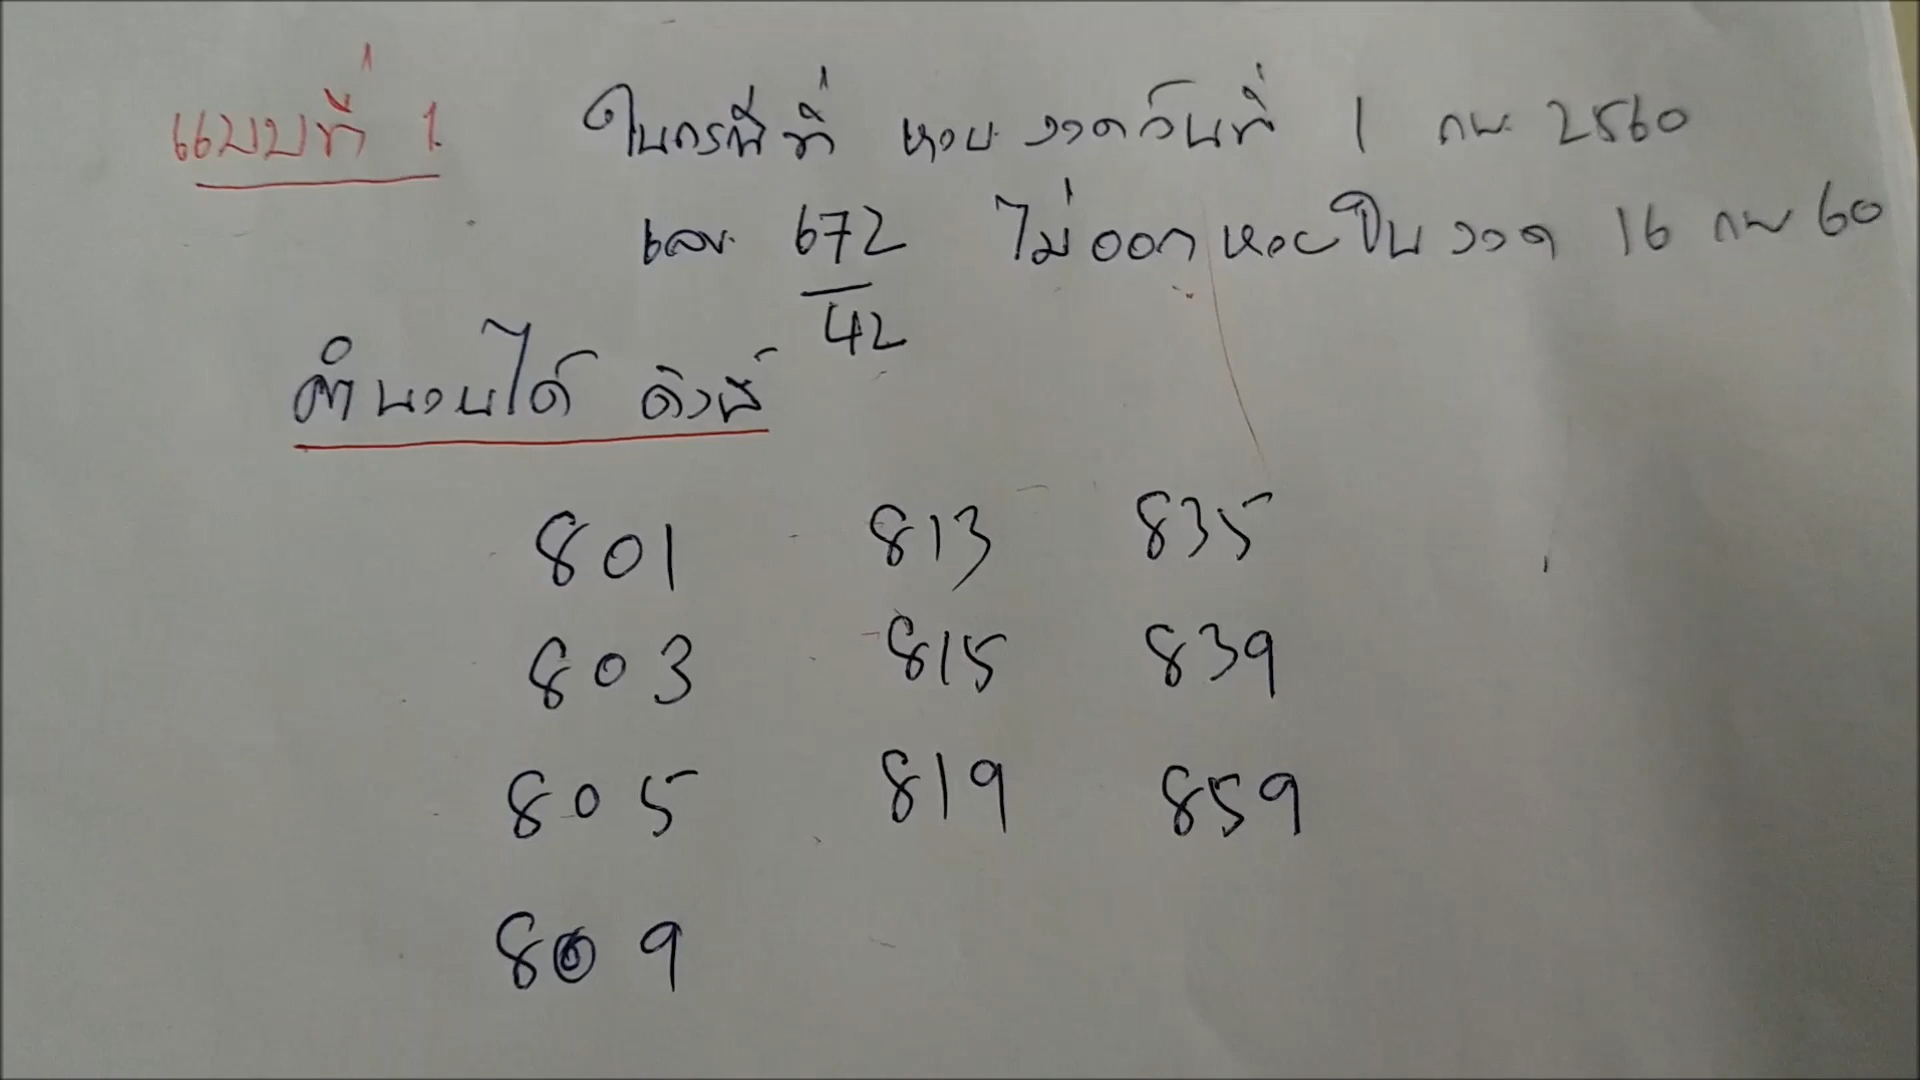 แบบที่ 1. ในกรณีที่ หวย งวดวันที่ 1 กพ. 2560
เลข 672 ไม่ออก หวยในงวด 16 กพ 60
42
คำนวนได้ ดังนี้
801 813 835
803 815 839
805 819 859
809